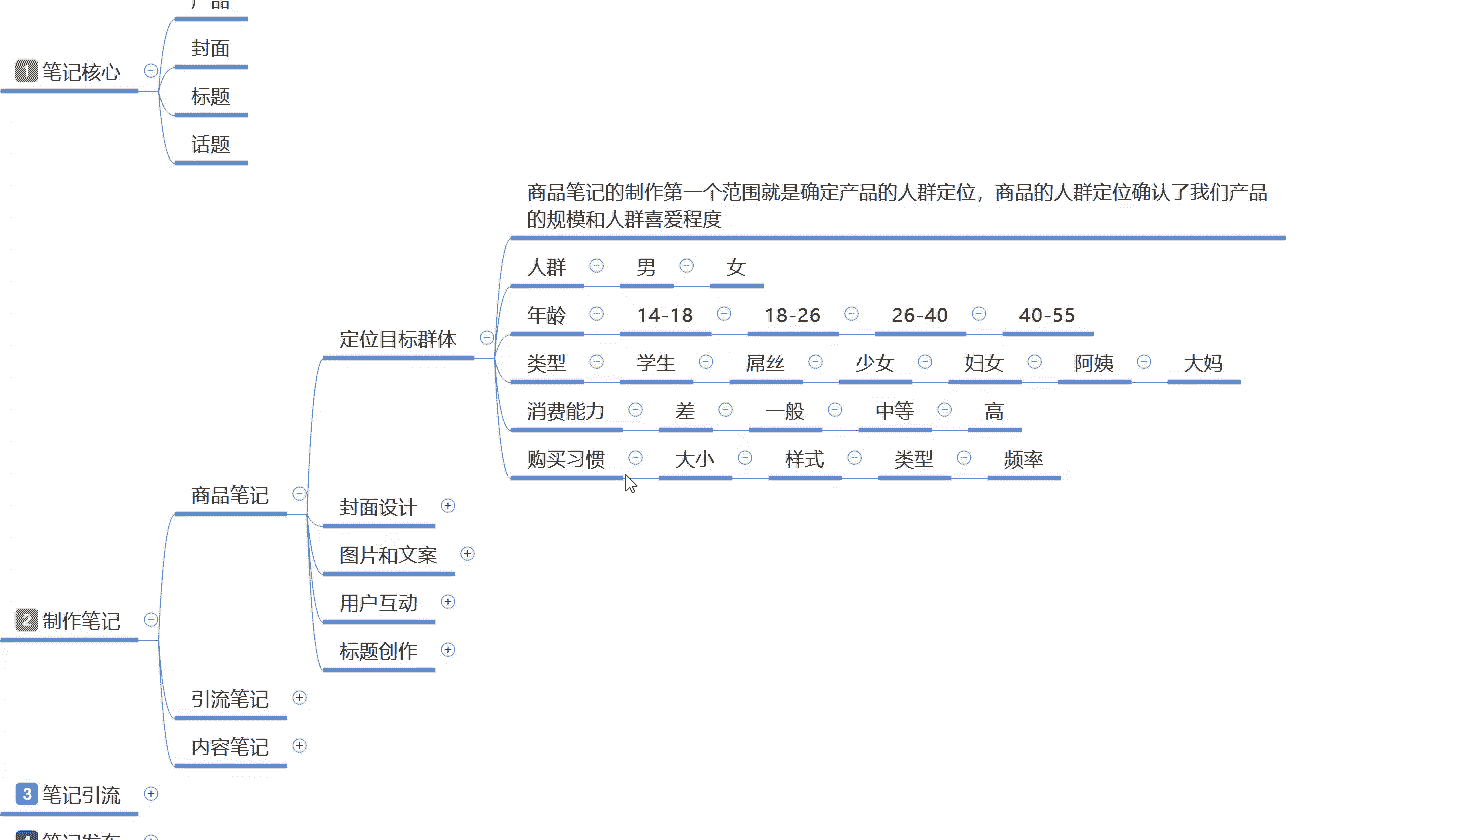 产品
1 笔记核心
封面
标题
话题
商品笔记的制作第一个范围就是确定产品的人群定位，商品的人群定位确认了我们产品
的规模和人群喜爱程度
人群 男 女
年龄 14-18 18-26 26-40 40-55
定位目标群体
类型 学生 屌丝 少女 妇女 阿姨 大妈
消费能力 差 一般 中等 高
购买习惯 大小 样式 类型 频率
商品笔记
封面设计
图片和文案
用户互动
标题创作
2 制作笔记
引流笔记
内容笔记
3 笔记引流
4 笔记发布